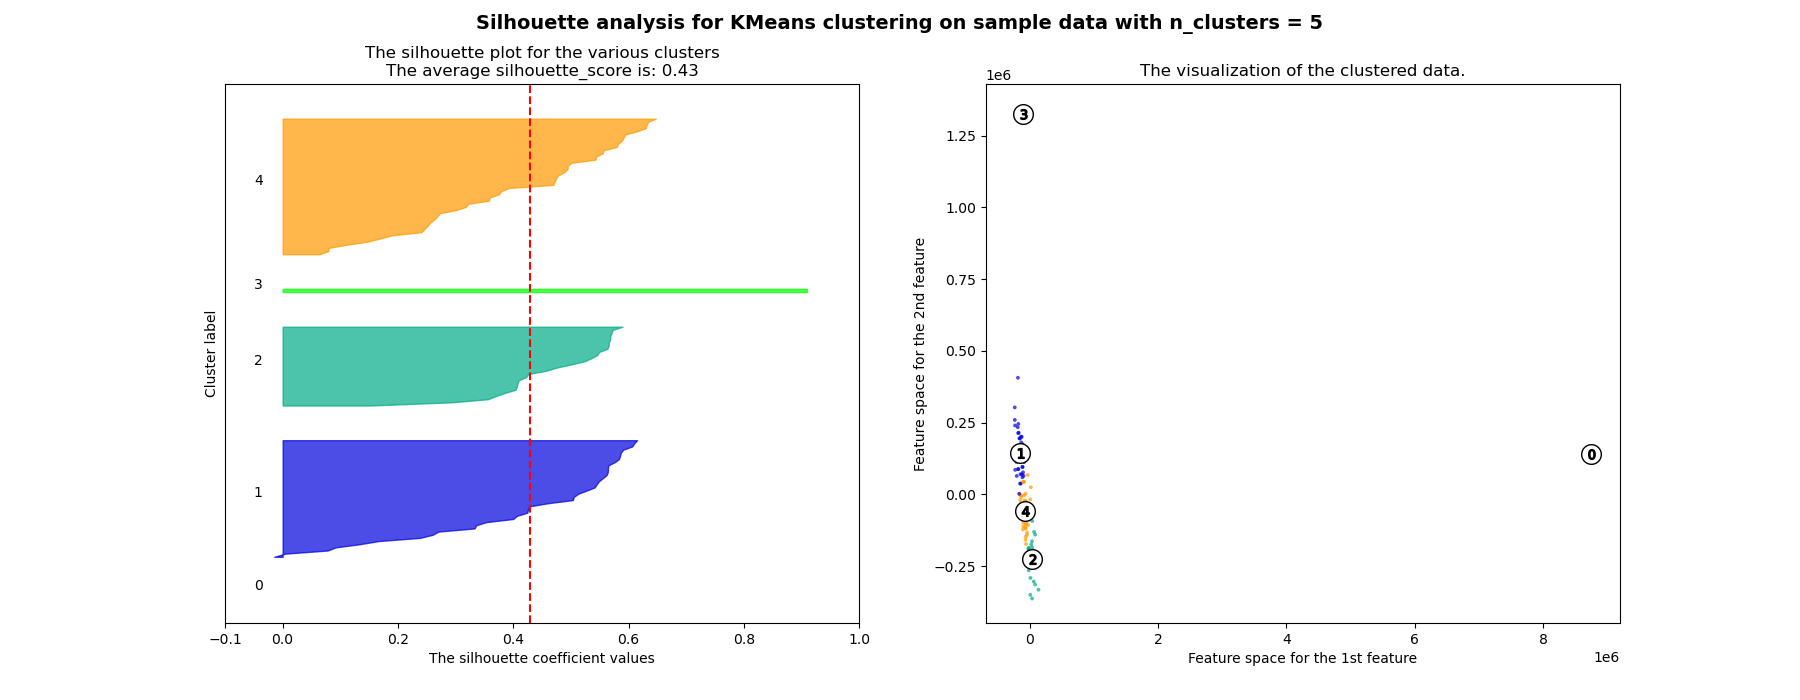 Silhouette analysis for KMeans clustering on sample data with n_clusters = 5
The silhouette plot for the various clusters
The average silhouette_score is: 0.43
Cluster label
4
3
2
1
0
−0.1
0.0
0.2
0.4
0.6
0.8
1.0
The silhouette coefficient values
The visualization of the clustered data.
1e6
Feature space for the 2nd feature
1.25
1.00
0.75
0.50
0.25
0.00
−0.25
3
1
0
4
2
0
2
4
6
8
1e6
Feature space for the 1st feature